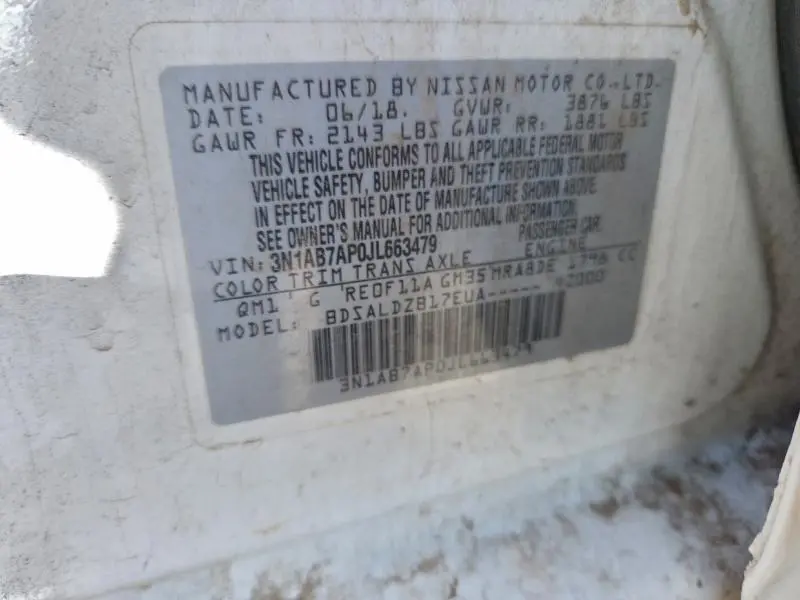 MANUFACTURED BY NISSAN MOTOR CO.,LTD.
DATE: 06/18. GVWR: 3876 LBS
GAWR FR: 2143 LBS GAWR RR: 1881 LBS
THIS VEHICLE CONFORMS TO ALL APPLICABLE FEDERAL MOTOR
VEHICLE SAFETY, BUMPER AND THEFT PREVENTION STANDARDS
IN EFFECT ON THE DATE OF MANUFACTURE SHOWN ABOVE.
SEE OWNER'S MANUAL FOR ADDITIONAL INFORMATION.
VIN: 3N1AB7AP0JL663479 PASSENGER CAR
COLOR TRIM TRANS AXLE ENGINE
QM1 G RE0F11A GM35 MRA8DE 1798 CC
MODEL: BDSALDZB17EUA-----
3N1AB7AP0JL663479